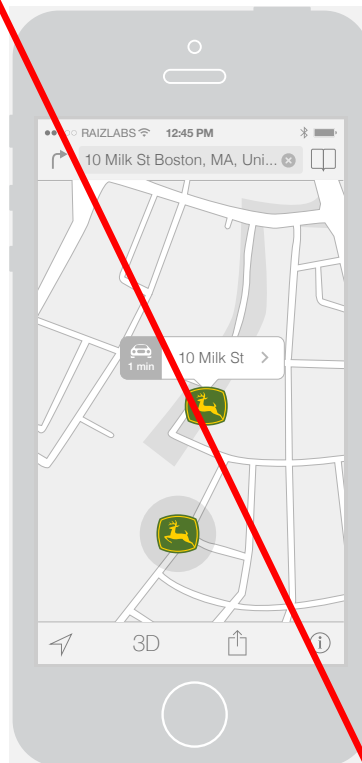 RAIZLABS 12:45 PM
10 Milk St Boston, MA, Uni...
10 Milk St
1 min
3D